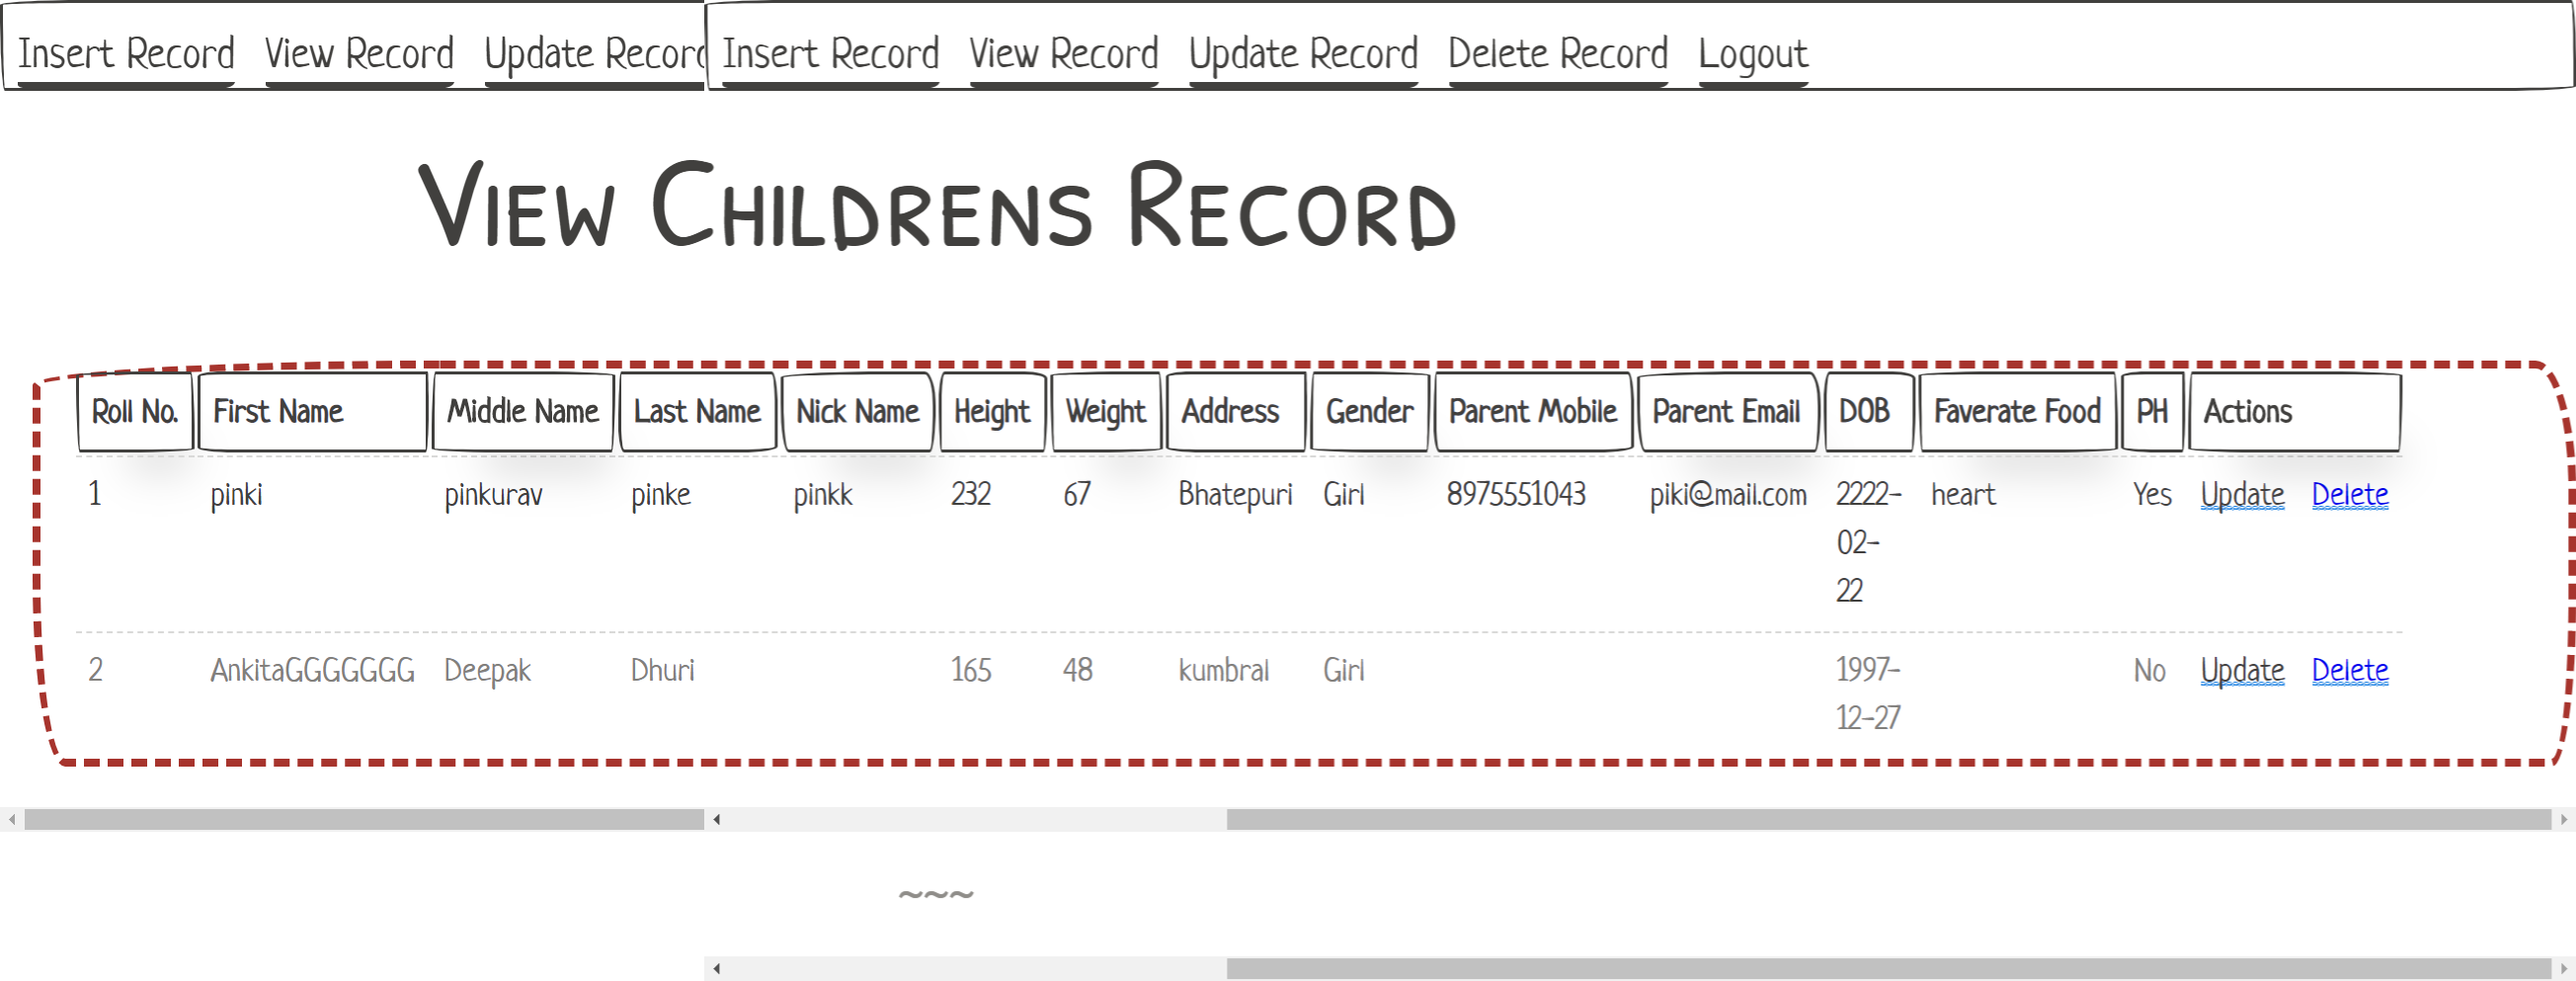 Insert Record View Record Update Record Insert Record View Record Update Record Delete Record Logout
View Childrens Record
Roll No. First Name Middle Name Last Name Nick Name Height Weight Address Gender Parent Mobile Parent Email DOB Faverate Food PH Actions
1 pinki pinkurav pinke pinkk 232 67 Bhatepuri Girl 8975551043 piki@mail.com 2222- heart Yes Update Delete
02-
22
2 AnkitaGGGGGGG Deepak Dhuri 165 48 kumbral Girl 1997- No Update Delete
12-27
~~~